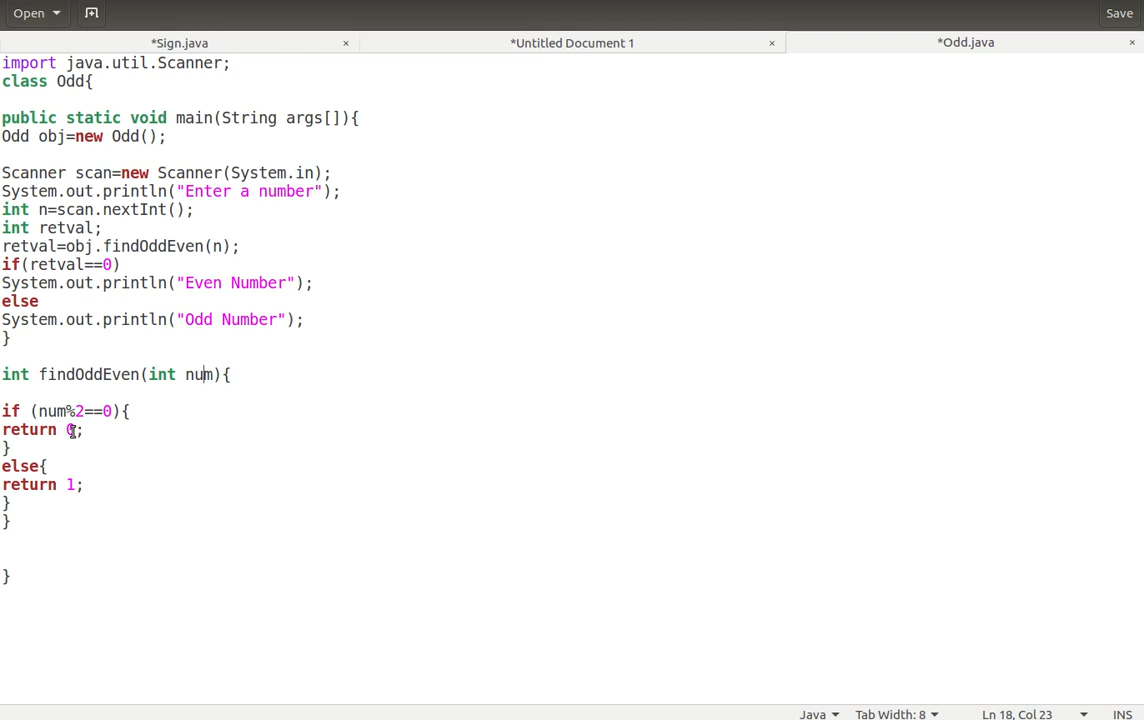 Open
Save
*Sign.java × *Untitled Document 1 × *Odd.java ×
import java.util.Scanner;
class Odd{
public static void main(String args[]){
Odd obj=new Odd();
Scanner scan=new Scanner(System.in);
System.out.println("Enter a number");
int n=scan.nextInt();
int retval;
retval=obj.findOddEven(n);
if(retval==0)
System.out.println("Even Number");
else
System.out.println("Odd Number");
}
int findOddEven(int num){
if (num%2==0){
return 0;
}
else{
return 1;
}
}
}
Java Tab Width: 8 Ln 18, Col 23 INS